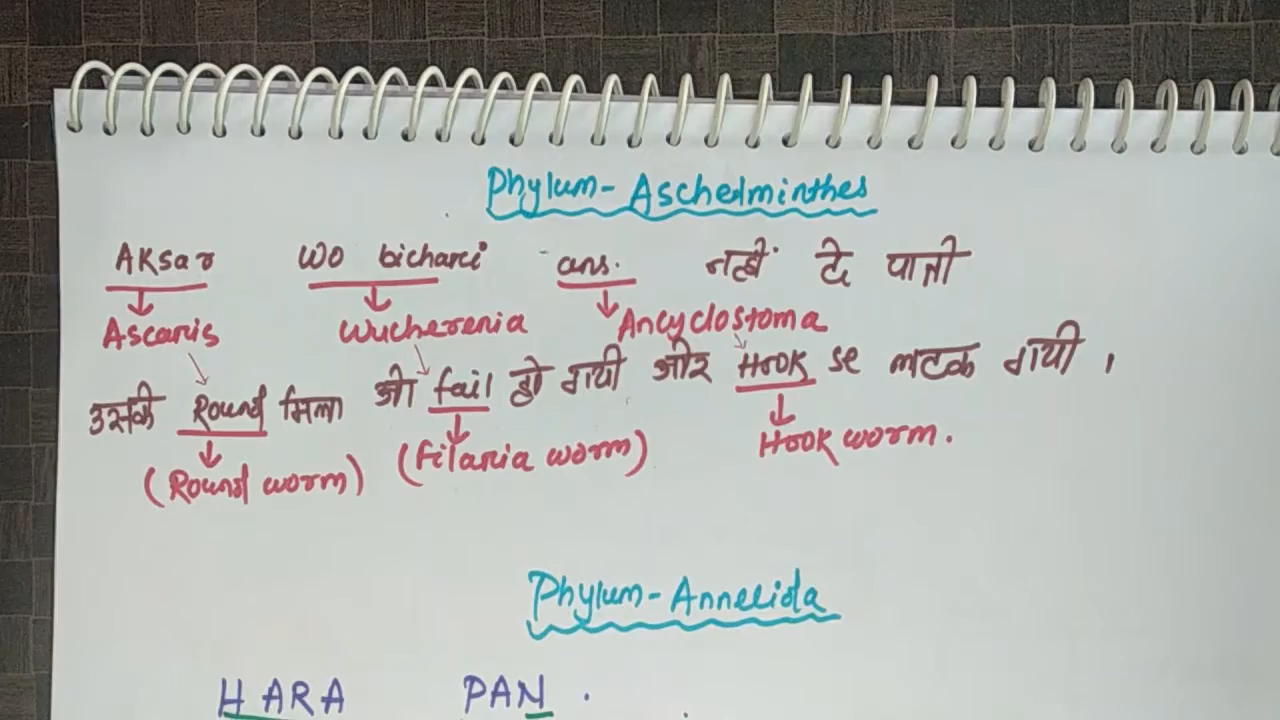 Phylum- Aschelminthes
Aksar Wo bicharei ans. नहीं दे पाती
Ascaris Wuchereria Ancyclostoma
उसकी Round मिला जो fail हो गयी और Hook se लटक गयी ।
(Round worm) (filaria worm) Hook worm.
Phylum- Annelida
HARA PAN .